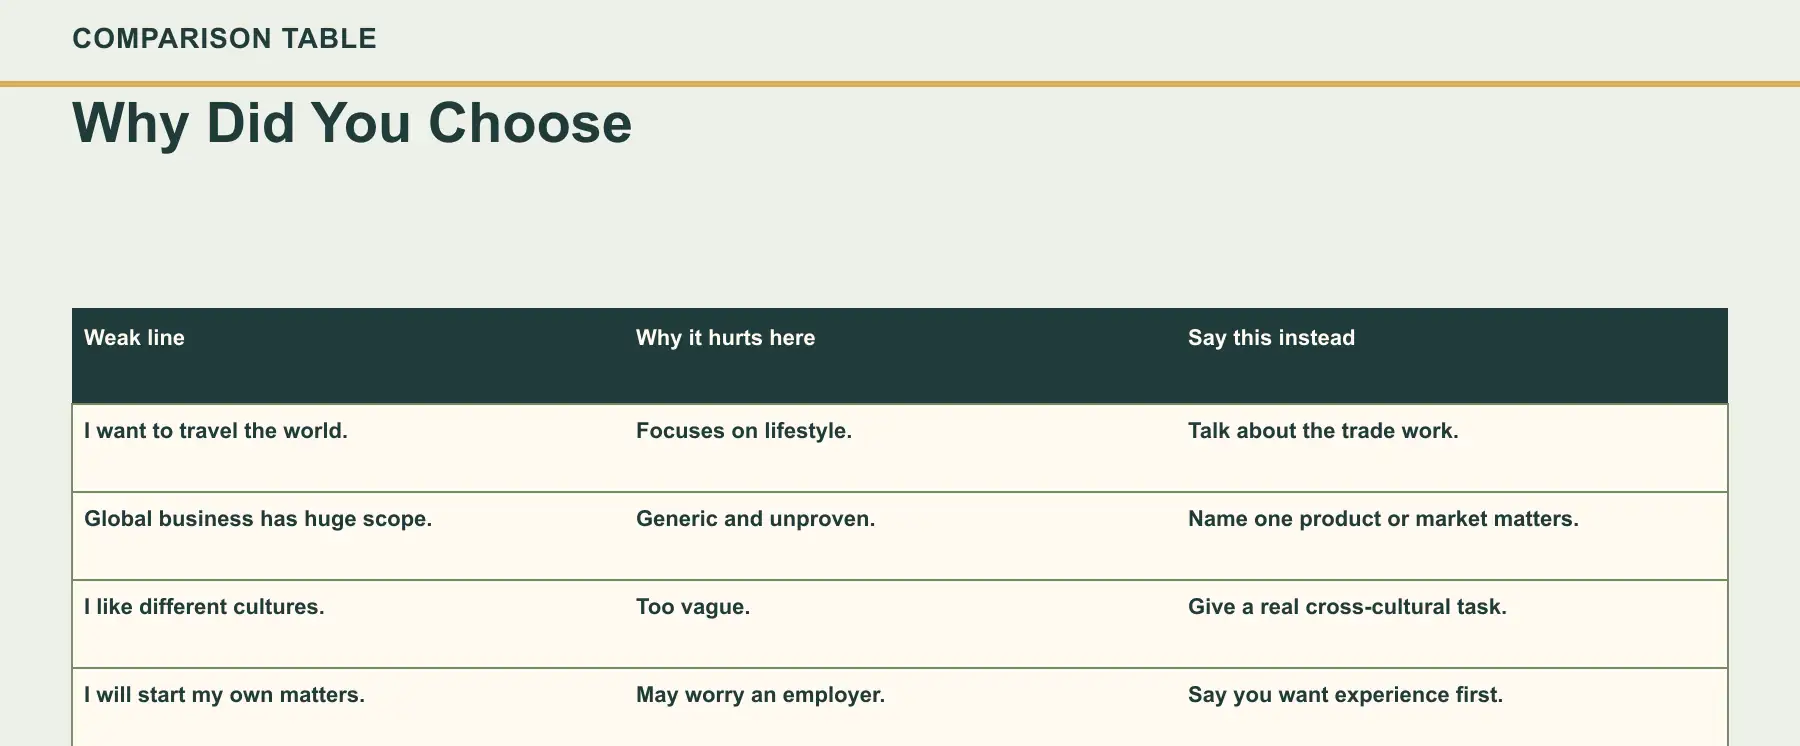 COMPARISON TABLE
Why Did You Choose
Weak line Why it hurts here Say this instead
I want to travel the world. Focuses on lifestyle. Talk about the trade work.
Global business has huge scope. Generic and unproven. Name one product or market matters.
I like different cultures. Too vague. Give a real cross-cultural task.
I will start my own matters. May worry an employer. Say you want experience first.